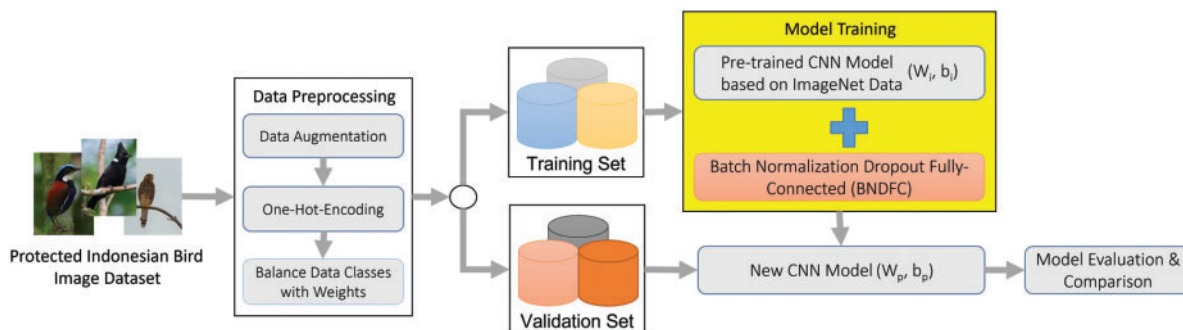 Protected Indonesian Bird
Image Dataset
Data Preprocessing
Data Augmentation
One-Hot-Encoding
Balance Data Classes
with Weights
Training Set
Validation Set
Model Training
Pre-trained CNN Model
based on ImageNet Data (Wᵢ, bᵢ)
Batch Normalization Dropout Fully-
Connected (BNDFC)
New CNN Model (Wₚ, bₚ)
Model Evaluation &
Comparison